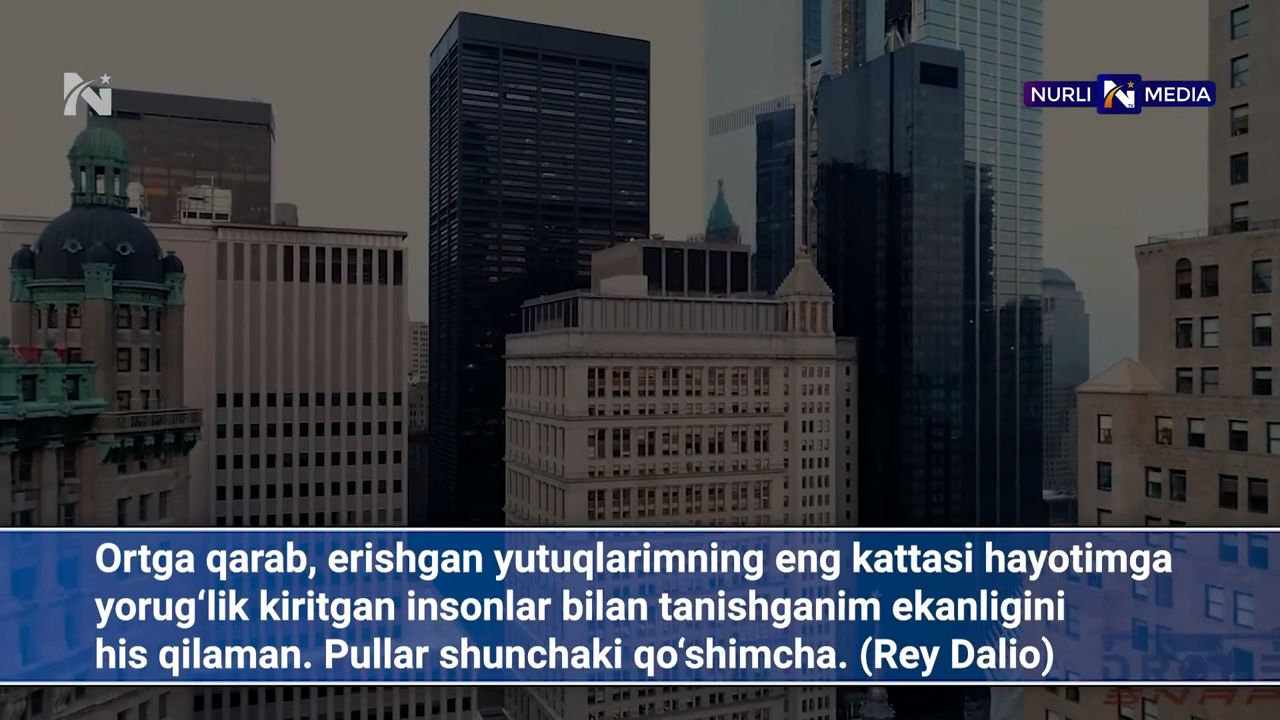 NURLI N MEDIA
Ortga qarab, erishgan yutuqlarimning eng kattasi hayotimga
yorug‘lik kiritgan insonlar bilan tanishganim ekanligini
his qilaman. Pullar shunchaki qo‘shimcha. (Rey Dalio)